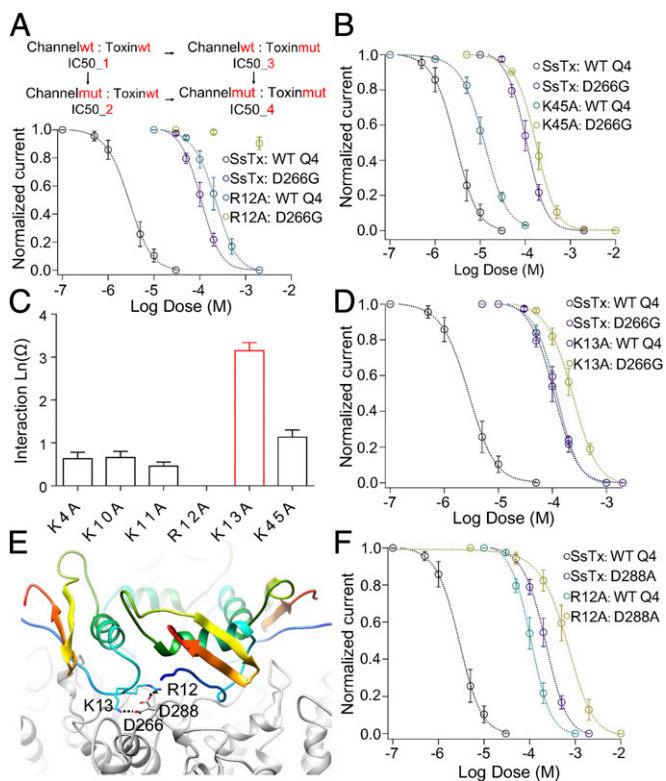 A
Channelwt : Toxinwt
Channelwt : Toxinmut
IC50_1
IC50_3
Channelmut : Toxinwt
Channelmut : Toxinmut
IC50_2
IC50_4
Normalized current
1.0
0.8
0.6
0.4
0.2
0.0
SsTx: WT Q4
SsTx: D266G
R12A: WT Q4
R12A: D266G
-7
-6
-5
-4
-3
-2
Log Dose (M)
B
Normalized current
1.0
0.8
0.6
0.4
0.2
0.0
SsTx: WT Q4
SsTx: D266G
K45A: WT Q4
K45A: D266G
-7
-6
-5
-4
-3
-2
Log Dose (M)
C
Interaction Ln(Ω)
4
3
2
1
0
K4A
K10A
K11A
R12A
K13A
K45A
D
Normalized current
1.0
0.8
0.6
0.4
0.2
0.0
SsTx: WT Q4
SsTx: D266G
K13A: WT Q4
K13A: D266G
-7
-6
-5
-4
-3
Log Dose (M)
E
R12
K13
D288
D266
F
Normalized current
1.0
0.8
0.6
0.4
0.2
0.0
SsTx: WT Q4
SsTx: D288A
R12A: WT Q4
R12A: D288A
-7
-6
-5
-4
-3
-2
Log Dose (M)